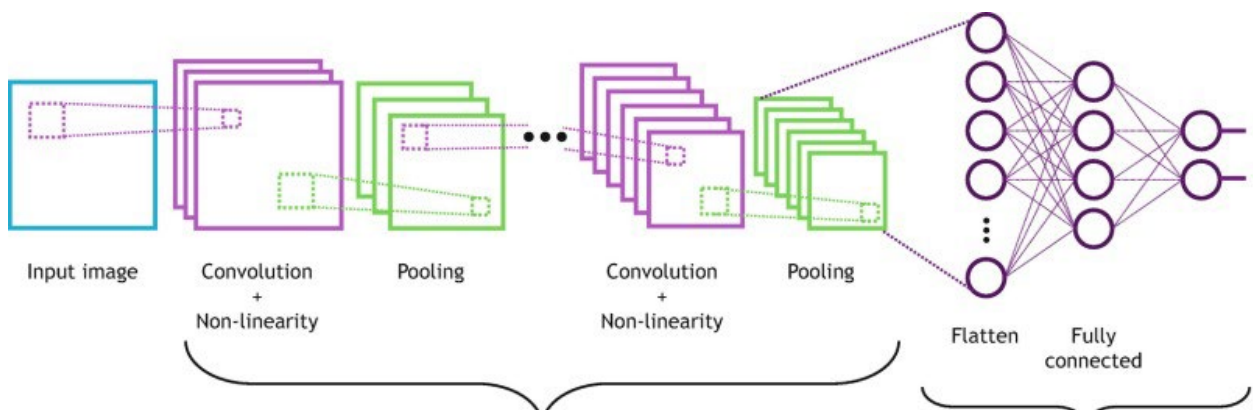 Input image
Convolution
+
Non-linearity
Pooling
Convolution
+
Non-linearity
Pooling
Flatten
Fully
connected